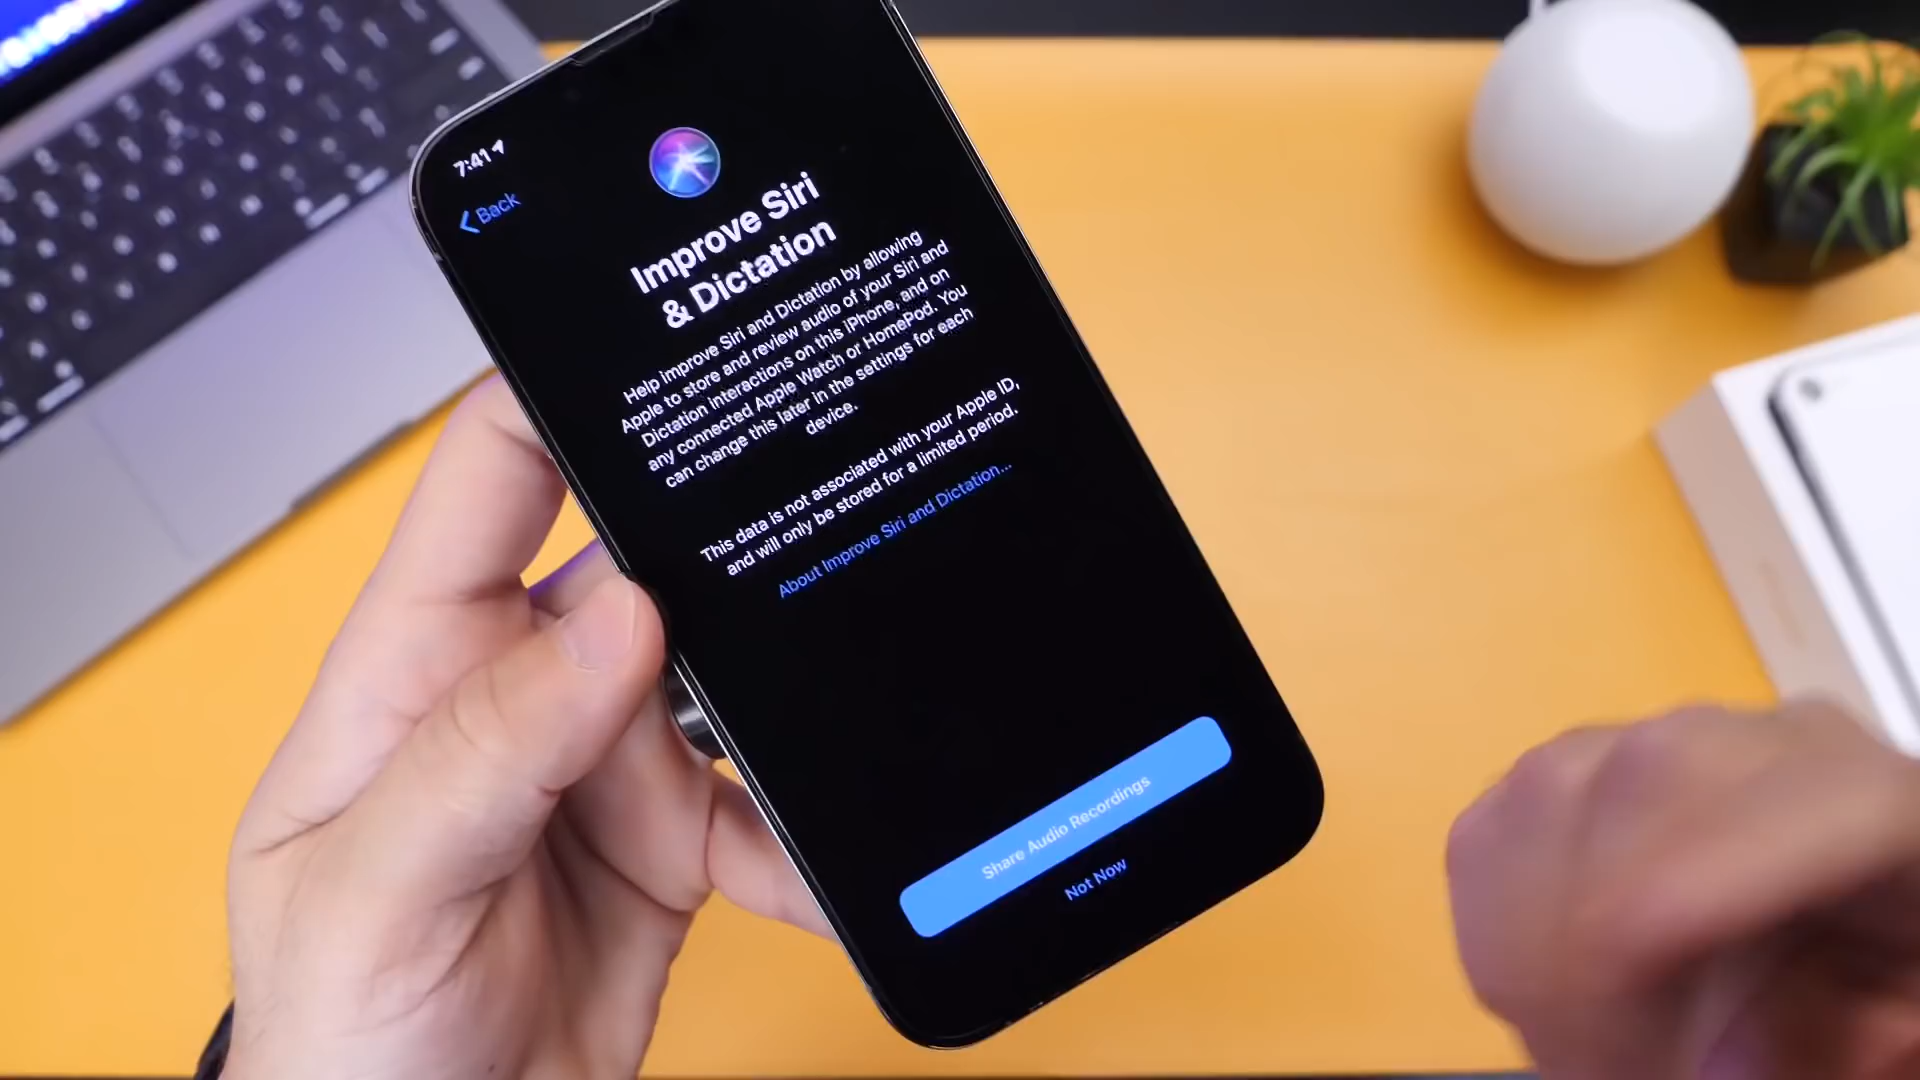 7:41
Back
Improve Siri
& Dictation
Help improve Siri and Dictation by allowing
Apple to store and review audio of your Siri and
Dictation interactions on this iPhone, and on
any connected Apple Watch or HomePod. You
can change this later in the settings for each
device.
This data is not associated with your Apple ID,
and will only be stored for a limited period.
About Improve Siri and Dictation...
Share Audio Recordings
Not Now